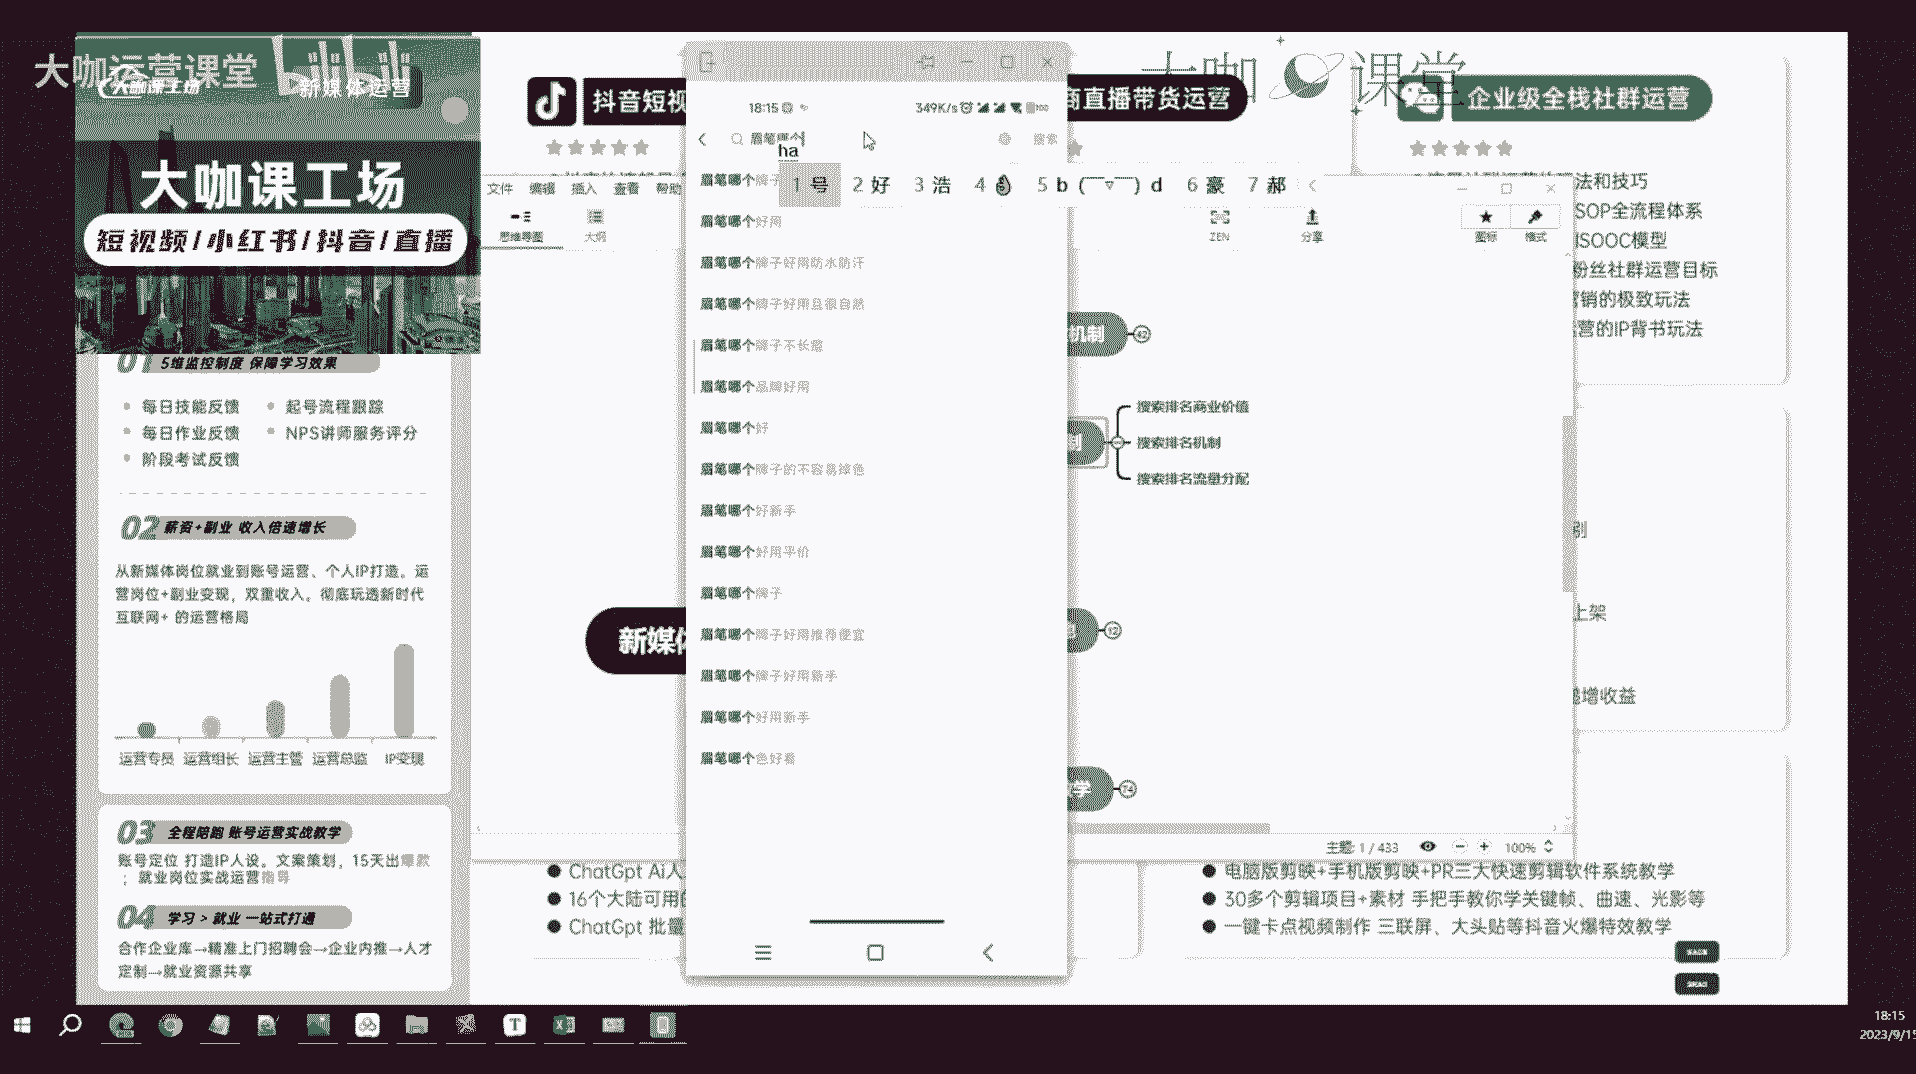 大咖运营课堂
bilibili
大咖课工场
新媒体运营
大咖课工场
短视频/小红书/抖音/直播
01 5维监控制度 保障学习效果
每日技能反馈
起号流程跟踪
每日作业反馈
NPS讲师服务评分
阶段考试反馈
02 薪资+副业 收入倍速增长
从新媒体岗位就业到账号运营、个人IP打造。运
营岗位+副业变现，双重收入。彻底玩透新时代
互联网+ 的运营格局
运营专员 运营组长 运营主管 运营总监 IP变现
03 全程陪跑 账号运营实战教学
账号定位 打造IP人设。文案策划，15天出爆款
；就业岗位实战运营指导
04 学习 > 就业 一站式打通
合作企业库→精准上门招聘会→企业内推→人才
定制→就业资源共享
抖音短视
文件 编辑 插入 查看 帮助
思维导图 大纲
新媒体
ChatGpt Ai人
16个大陆可用
ChatGpt 批量
18:15
349K/s
100
眉笔哪个
搜索
ha
1 号 2 好 3 浩 4 5 b (￣▽￣) d 6 豪 7 郝
眉笔哪个牌子
眉笔哪个好用
眉笔哪个牌子好用防水防汗
眉笔哪个牌子好用且很自然
眉笔哪个牌子不长痘
眉笔哪个品牌好用
眉笔哪个好
眉笔哪个牌子的不容易掉色
眉笔哪个好新手
眉笔哪个好用平价
眉笔哪个牌子
眉笔哪个牌子好用推荐便宜
眉笔哪个牌子好用新手
眉笔哪个好用新手
眉笔哪个色好看
商直播带货运营
大咖 课堂
企业级全栈社群运营
法和技巧
SOP全流程体系
ISOOC模型
粉丝社群运营目标
营销的极致玩法
运营的IP背书玩法
ZEN 分享
图标 格式
机制 42
制
搜索排名商业价值
搜索排名机制
搜索排名流量分配
12
学 74
上架
增收益
主题: 1 / 433
100%
电脑版剪映+手机版剪映+PR三大快速剪辑软件系统教学
30多个剪辑项目+素材 手把手教你学关键帧、曲速、光影等
一键卡点视频制作 三联屏、大头贴等抖音火爆特效教学
18:15
2023/9/15